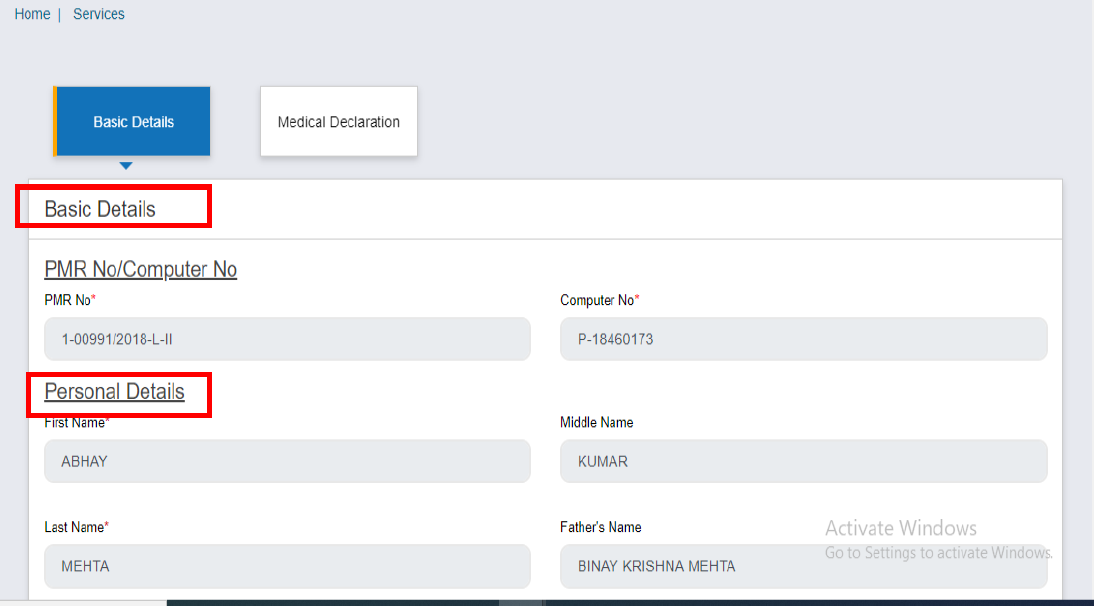 Home | Services
Basic Details
Medical Declaration
Basic Details
PMR No/Computer No
PMR No*
Computer No*
1-00991/2018-L-II
P-18460173
Personal Details
First Name*
Middle Name
ABHAY
KUMAR
Last Name*
Father's Name
MEHTA
BINAY KRISHNA MEHTA
Activate Windows
Go to Settings to activate Windows.